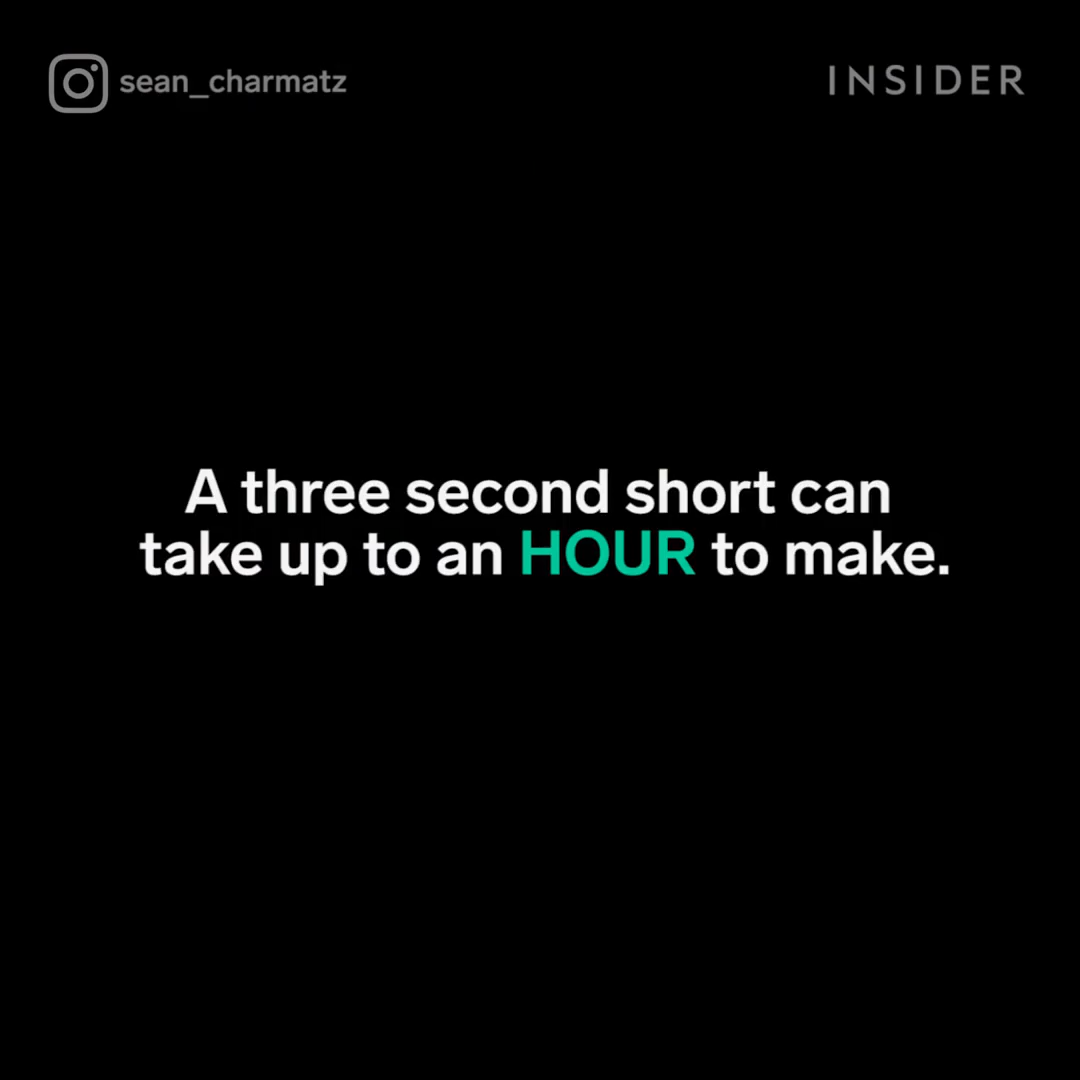 sean_charmatz
INSIDER
A three second short can
take up to an HOUR to make.